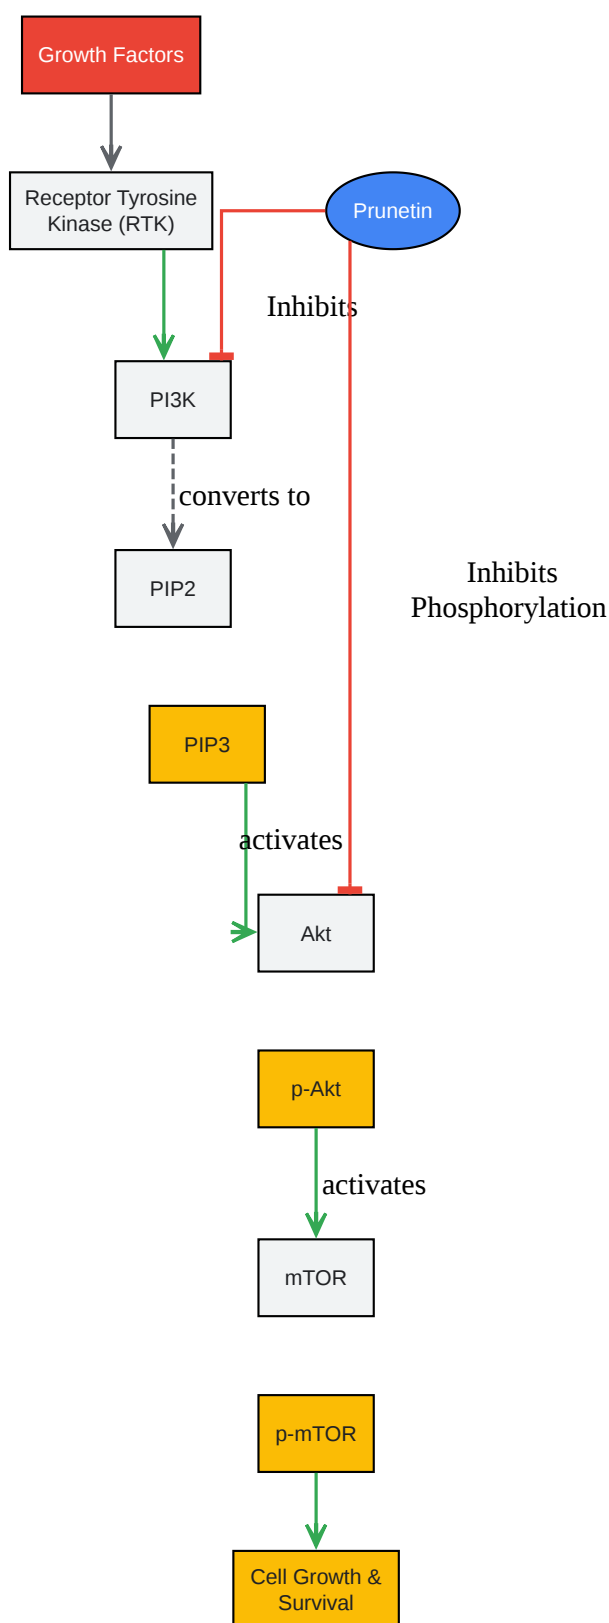 Growth Factors
Receptor Tyrosine
Kinase (RTK)
Prunetin
Inhibits
PI3K
converts to
PIP2
Inhibits
Phosphorylation
PIP3
activates
Akt
p-Akt
activates
mTOR
p-mTOR
Cell Growth &
Survival